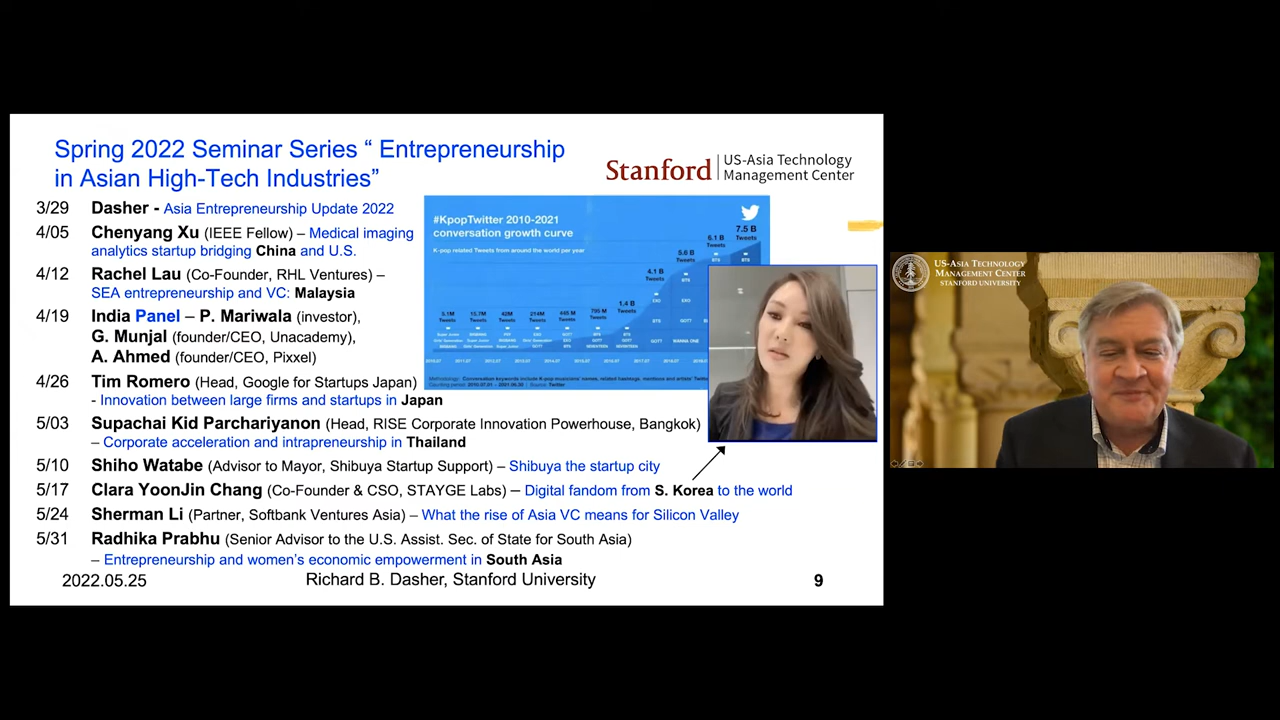 Spring 2022 Seminar Series “ Entrepreneurship
in Asian High-Tech Industries”
Stanford
US-Asia Technology
Management Center
3/29 Dasher - Asia Entrepreneurship Update 2022
4/05 Chenyang Xu (IEEE Fellow) – Medical imaging
analytics startup bridging China and U.S.
4/12 Rachel Lau (Co-Founder, RHL Ventures) –
SEA entrepreneurship and VC: Malaysia
4/19 India Panel – P. Mariwala (investor),
G. Munjal (founder/CEO, Unacademy),
A. Ahmed (founder/CEO, Pixxel)
4/26 Tim Romero (Head, Google for Startups Japan)
- Innovation between large firms and startups in Japan
5/03 Supachai Kid Parchariyanon (Head, RISE Corporate Innovation Powerhouse, Bangkok)
– Corporate acceleration and intrapreneurship in Thailand
5/10 Shiho Watabe (Advisor to Mayor, Shibuya Startup Support) – Shibuya the startup city
5/17 Clara YoonJin Chang (Co-Founder & CSO, STAYGE Labs) – Digital fandom from S. Korea to the world
5/24 Sherman Li (Partner, Softbank Ventures Asia) – What the rise of Asia VC means for Silicon Valley
5/31 Radhika Prabhu (Senior Advisor to the U.S. Assist. Sec. of State for South Asia)
– Entrepreneurship and women’s economic empowerment in South Asia
2022.05.25 Richard B. Dasher, Stanford University 9
#KpopTwitter 2010-2021
conversation growth curve
K-pop related Tweets from around the world per year
7.5 B
Tweets
6.1 B
Tweets
5.6 B
Tweets
4.1 B
Tweets
1.4 B
Tweets
US-Asia Technology
Management Center
Stanford University